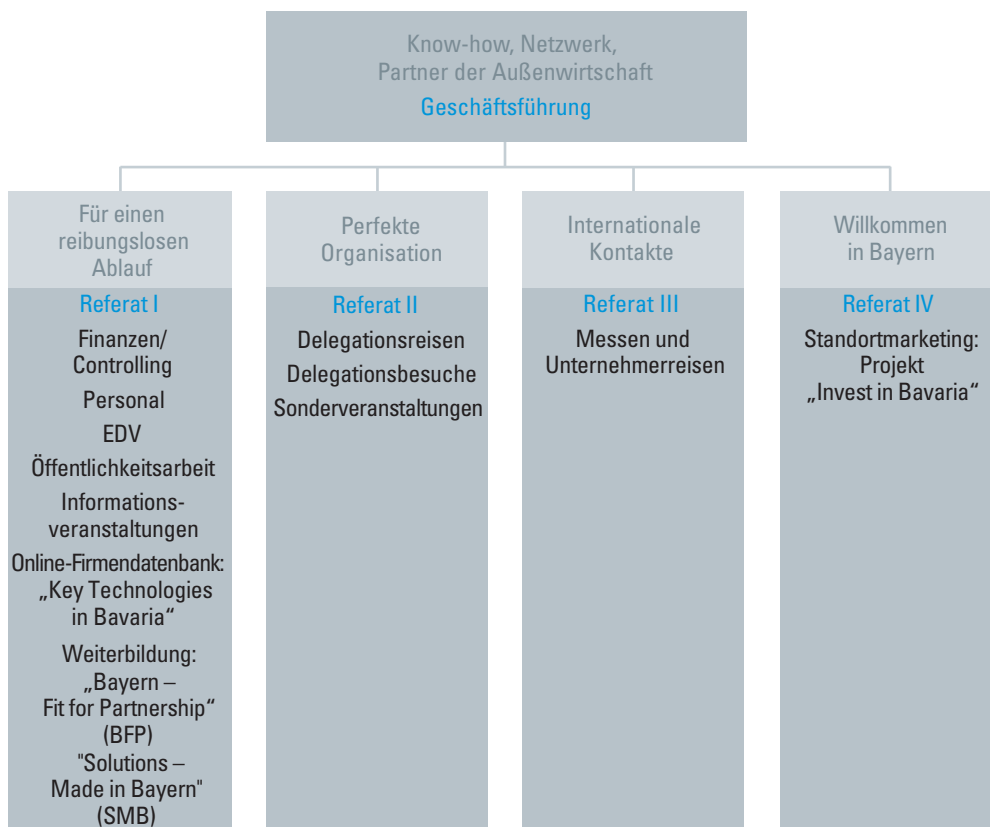 Know-how, Netzwerk,
Partner der Außenwirtschaft
Geschäftsführung
Für einen
reibungslosen
Ablauf
Referat I
Finanzen/
Controlling
Personal
EDV
Öffentlichkeitsarbeit
Informations-
veranstaltungen
Online-Firmendatenbank:
„Key Technologies
in Bavaria“
Weiterbildung:
„Bayern –
Fit for Partnership“
(BFP)
"Solutions –
Made in Bayern"
(SMB)
Perfekte
Organisation
Referat II
Delegationsreisen
Delegationsbesuche
Sonderveranstaltungen
Internationale
Kontakte
Referat III
Messen und
Unternehmerreisen
Willkommen
in Bayern
Referat IV
Standortmarketing:
Projekt
„Invest in Bavaria“